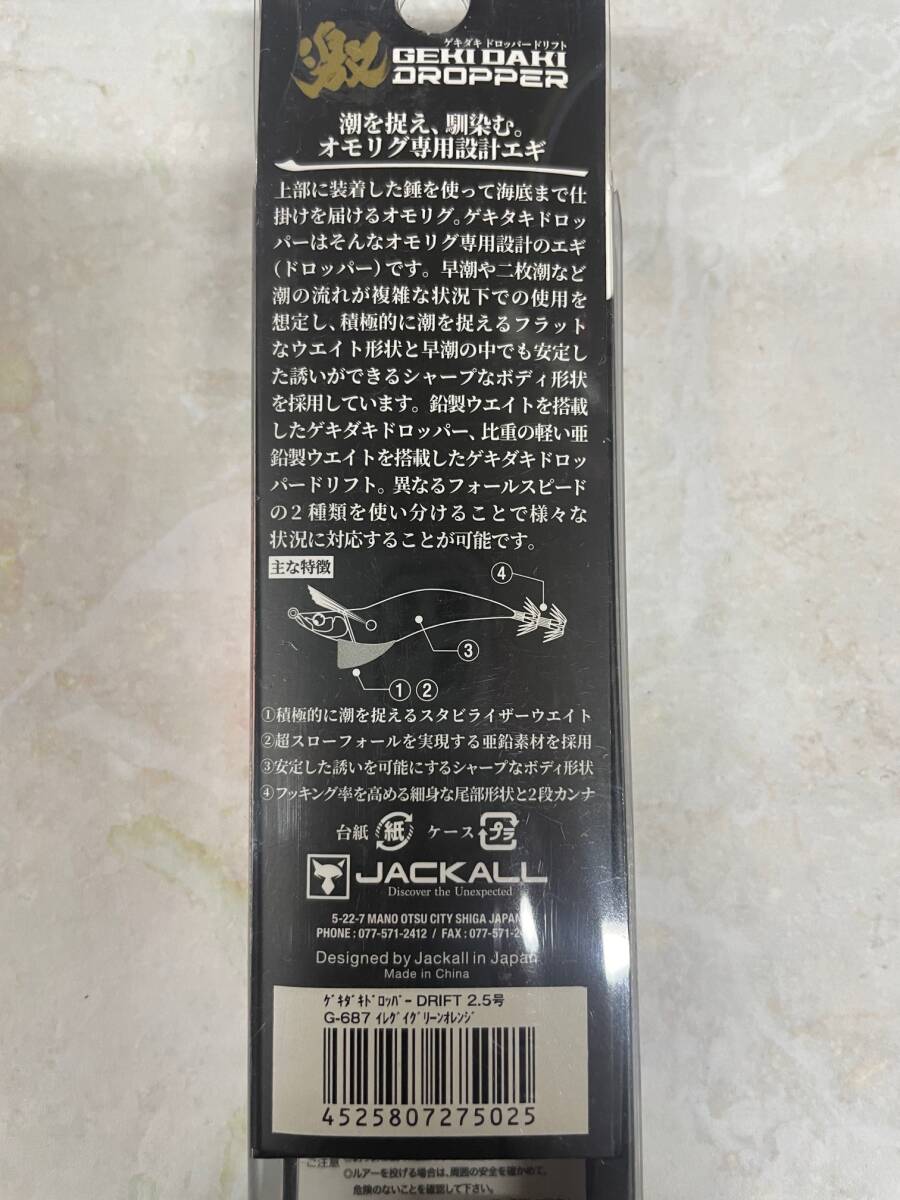 激
ゲキダキ ドロッパードリフト
GEKIDAKI
DROPPER
潮を捉え、馴染む。
オモリグ専用設計エギ
上部に装着した錘を使って海底まで仕
掛けを届けるオモリグ。ゲキタキドロッ
パーはそんなオモリグ専用設計のエギ
(ドロッパー)です。早潮や二枚潮など
潮の流れが複雑な状況下での使用を
想定し、積極的に潮を捉えるフラット
なウエイト形状と早潮の中でも安定し
た誘いができるシャープなボディ形状
を採用しています。鉛製ウエイトを搭載
したゲキダキドロッパー、比重の軽い亜
鉛製ウエイトを搭載したゲキダキドロッ
パードリフト。異なるフォールスピード
の2種類を使い分けることで様々な
状況に対応することが可能です。
主な特徴
④
③
① ②
①積極的に潮を捉えるスタビライザーウエイト
②超スローフォールを実現する亜鉛素材を採用
③安定した誘いを可能にするシャープなボディ形状
④フッキング率を高める細身な尾部形状と2段カンナ
台紙 紙 ケース プラ
JACKALL
Discover the Unexpected
5-22-7 MANO OTSU CITY SHIGA JAPAN
PHONE : 077-571-2412 / FAX : 077-571-2
Designed by Jackall in Japan
Made in China
ｹﾞｷﾀﾞｷﾄﾞﾛｯﾊﾟｰ DRIFT 2.5号
G-687 ｲﾚｸﾞｲｸﾞﾘｰﾝｵﾚﾝｼﾞ
4525807275025
ご注意
◎ルアーを投げる場合は、周囲の安全を確かめて、
危険のないことを確認して下さい。